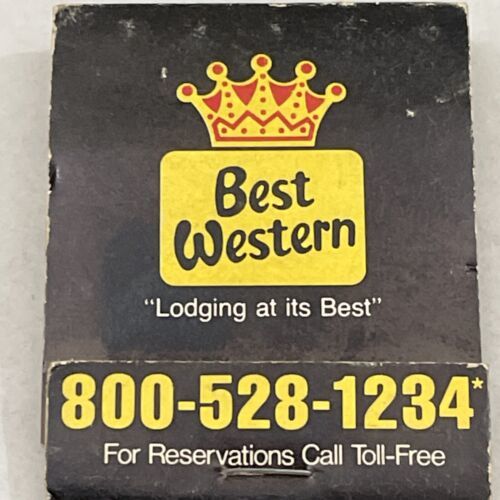 Best
Western
"Lodging at its Best"
800-528-1234*
For Reservations Call Toll-Free